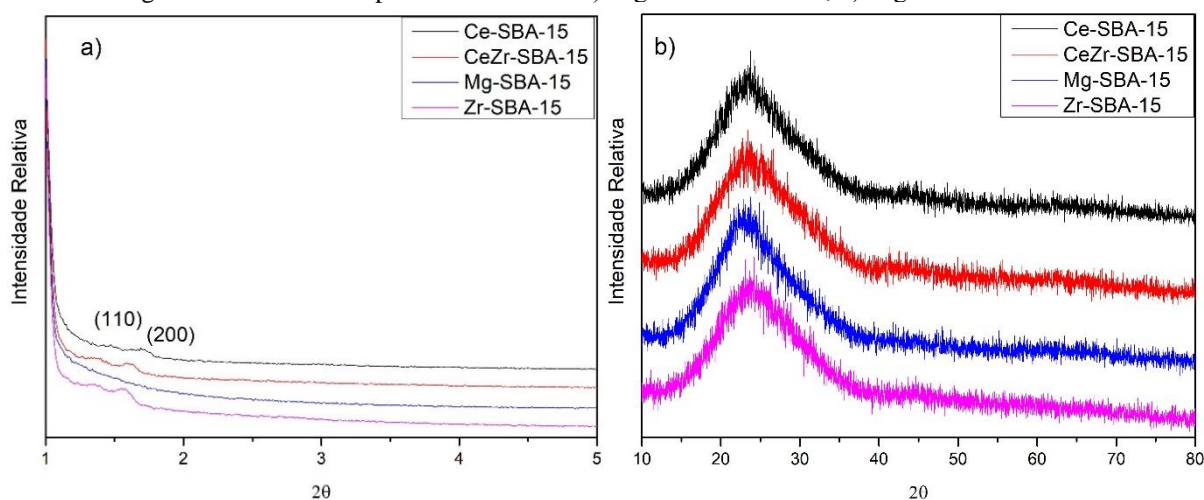 a)
Ce-SBA-15
CeZr-SBA-15
Mg-SBA-15
Zr-SBA-15
Intensidade Relativa
(110)
(200)
1 2 3 4 5
2θ
b)
Ce-SBA-15
CeZr-SBA-15
Mg-SBA-15
Zr-SBA-15
Intensidade Relativo
10 20 30 40 50 60 70 80
2θ